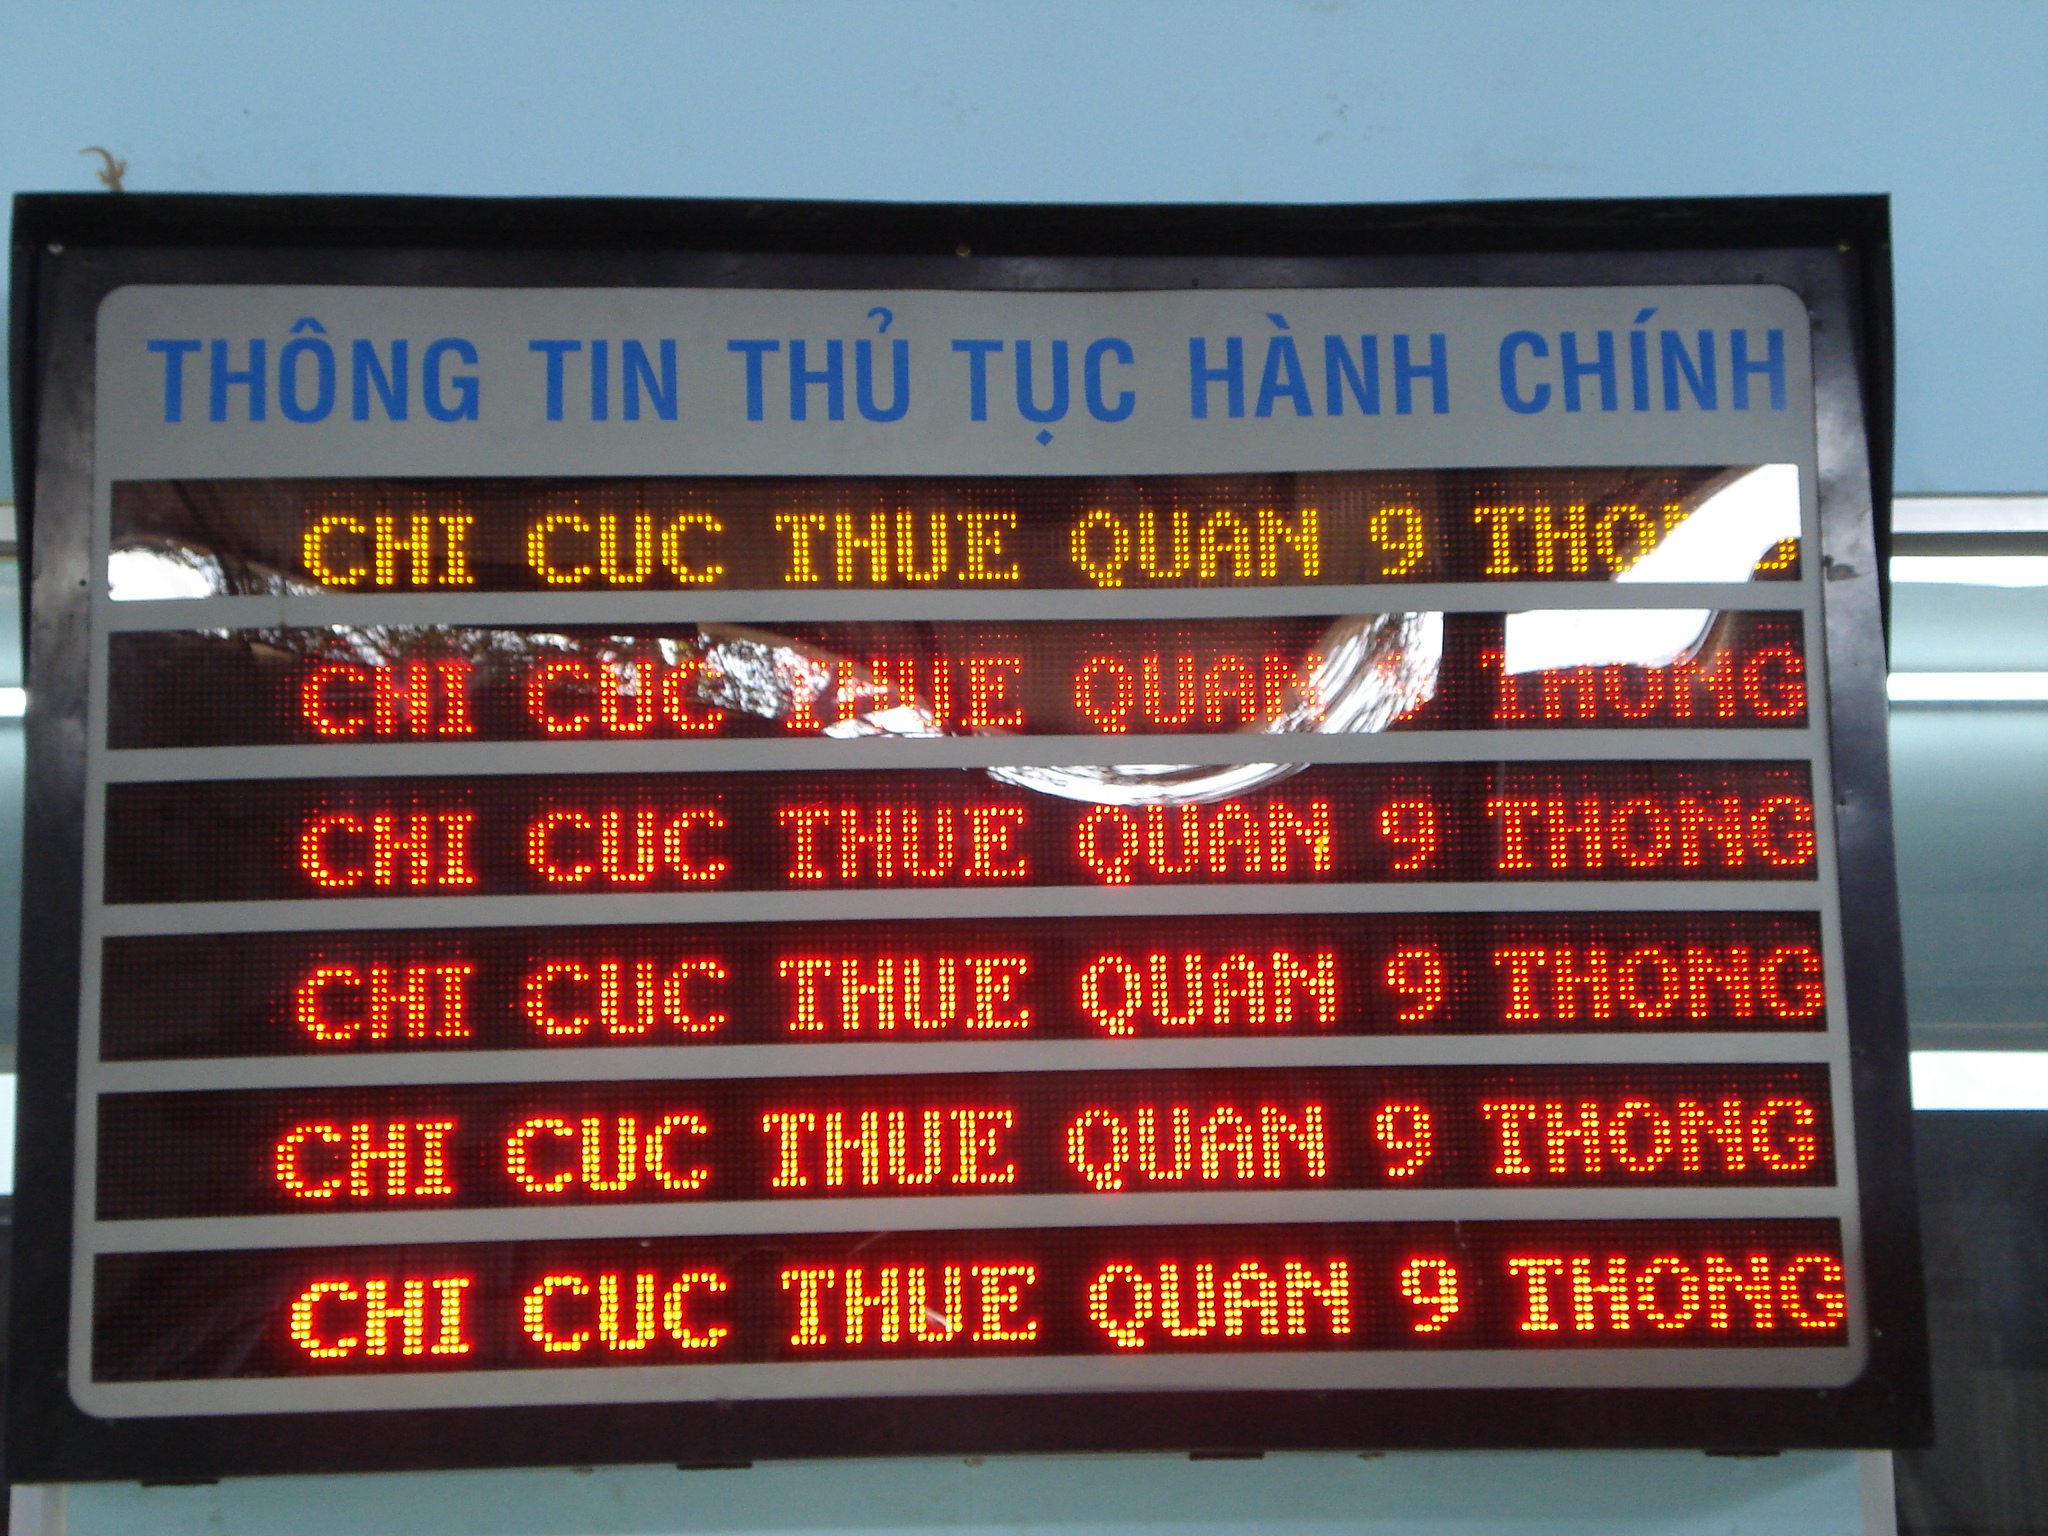 THÔNG TIN THỦ TỤC HÀNH CHÍNH
CHI CUC THUE QUAN 9
CHI CUC THUE QUAN THONG
CHI CUC THUE QUAN 9 THONG
CHI CUC THUE QUAN 9 THONG
CHI CUC THUE QUAN 9 THONG
CHI CUC THUE QUAN 9 THONG